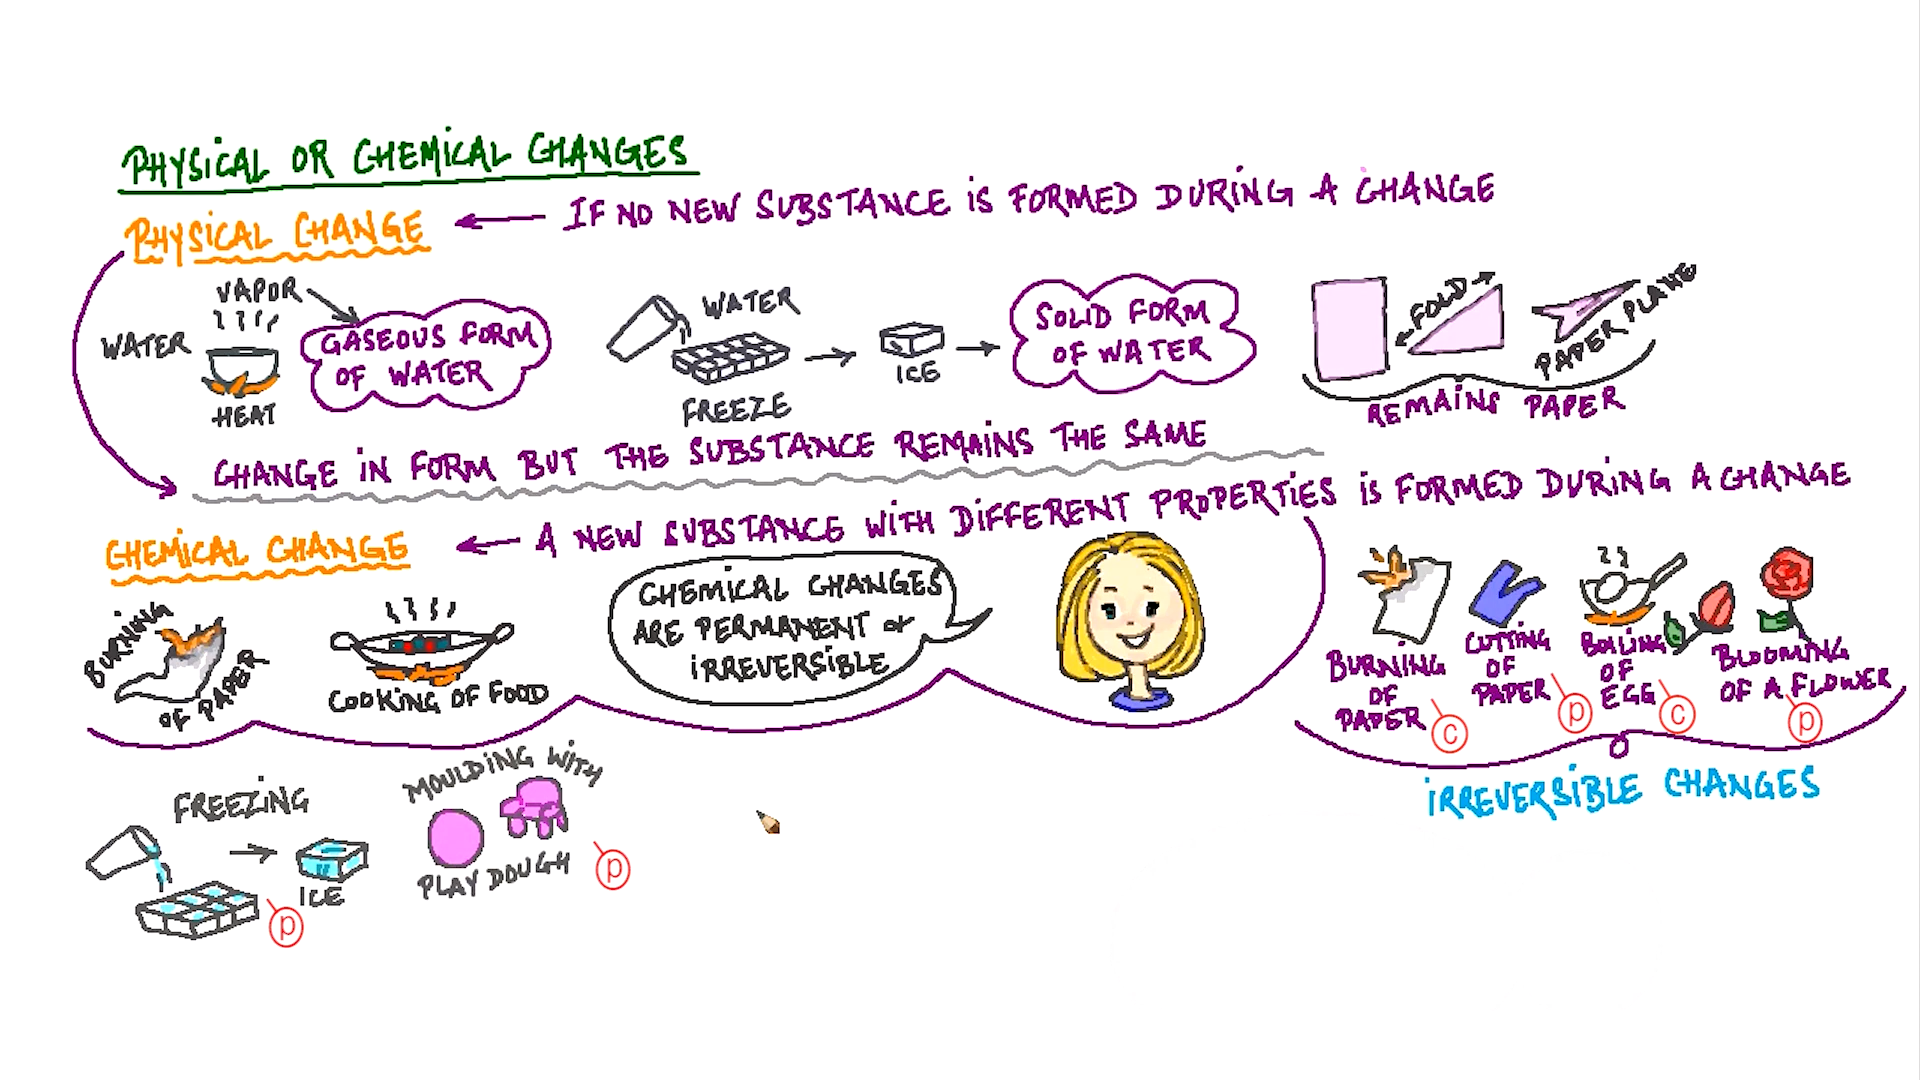 PHYSICAL OR CHEMICAL CHANGES
PHYSICAL CHANGE ← IF NO NEW SUBSTANCE IS FORMED DURING A CHANGE
VAPOR
WATER
HEAT
GASEOUS FORM
OF WATER
WATER
FREEZE
ICE
SOLID FORM
OF WATER
FOLD
PAPER PLANE
REMAINS PAPER
CHANGE IN FORM BUT THE SUBSTANCE REMAINS THE SAME
CHEMICAL CHANGE ← A NEW SUBSTANCE WITH DIFFERENT PROPERTIES IS FORMED DURING A CHANGE
BURNING
OF PAPER
COOKING OF FOOD
CHEMICAL CHANGES
ARE PERMANENT or
IRREVERSIBLE
BURNING
OF
PAPER
C
CUTTING
OF
PAPER
P
BOILING
OF
EGG
C
BLOOMING
OF A FLOWER
P
IRREVERSIBLE CHANGES
FREEZING
ICE
P
MOULDING WITH
PLAY DOUGH
P